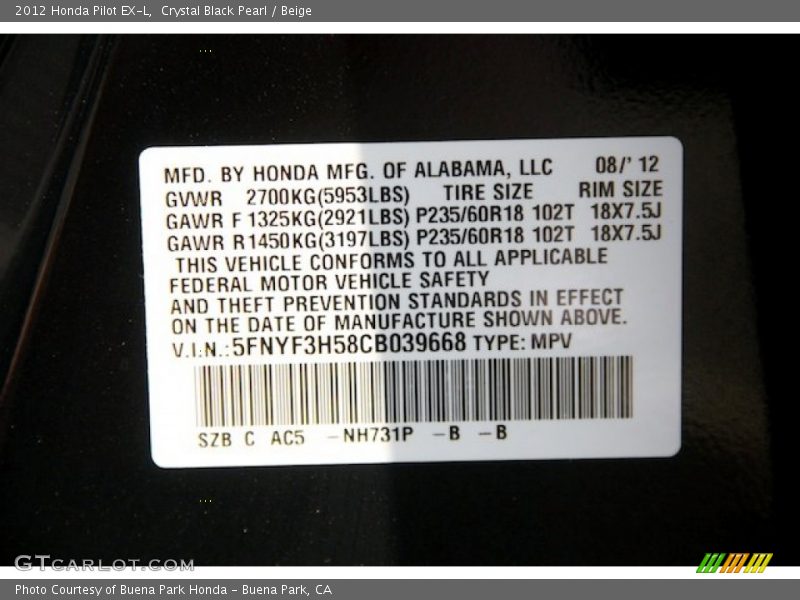 2012 Honda Pilot EX-L, Crystal Black Pearl / Beige
MFD. BY HONDA MFG. OF ALABAMA, LLC 08/' 12
GVWR 2700KG(5953LBS) TIRE SIZE RIM SIZE
GAWR F 1325KG(2921LBS) P235/60R18 102T 18X7.5J
GAWR R1450KG(3197LBS) P235/60R18 102T 18X7.5J
THIS VEHICLE CONFORMS TO ALL APPLICABLE
FEDERAL MOTOR VEHICLE SAFETY
AND THEFT PREVENTION STANDARDS IN EFFECT
ON THE DATE OF MANUFACTURE SHOWN ABOVE.
V.I.N.:5FNYF3H58CB039668 TYPE: MPV
SZB C AC5 -NH731P -B -B
GTCARLOT.COM
Photo Courtesy of Buena Park Honda - Buena Park, CA